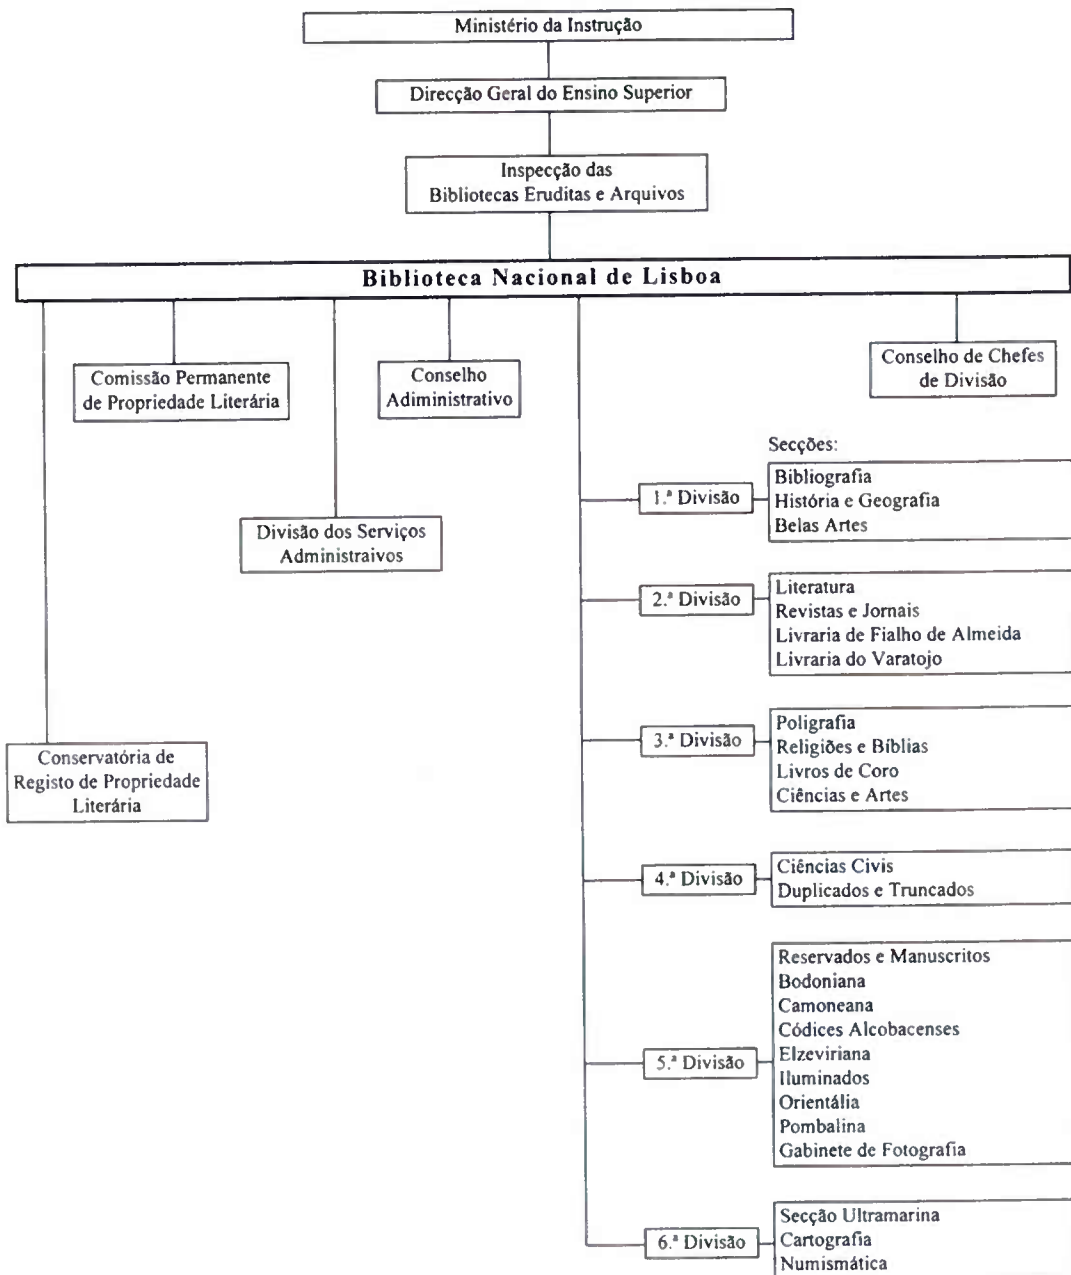 Ministério da Instrução
Direcção Geral do Ensino Superior
Inspecção das
Bibliotecas Eruditas e Arquivos
Biblioteca Nacional de Lisboa
Comissão Permanente
de Propriedade Literária
Conselho
Adiministrativo
Conselho de Chefes
de Divisão
Divisão dos Serviços
Administraivos
Conservatória de
Registo de Propriedade
Literária
Secções:
1.ª Divisão
Bibliografia
História e Geografia
Belas Artes
2.ª Divisão
Literatura
Revistas e Jornais
Livraria de Fialho de Almeida
Livraria do Varatojo
3.ª Divisão
Poligrafia
Religiões e Bíblias
Livros de Coro
Ciências e Artes
4.ª Divisão
Ciências Civis
Duplicados e Truncados
5.ª Divisão
Reservados e Manuscritos
Bodoniana
Camoneana
Códices Alcobacenses
Elzeviriana
Iluminados
Orientália
Pombalina
Gabinete de Fotografia
6.ª Divisão
Secção Ultramarina
Cartografia
Numismática